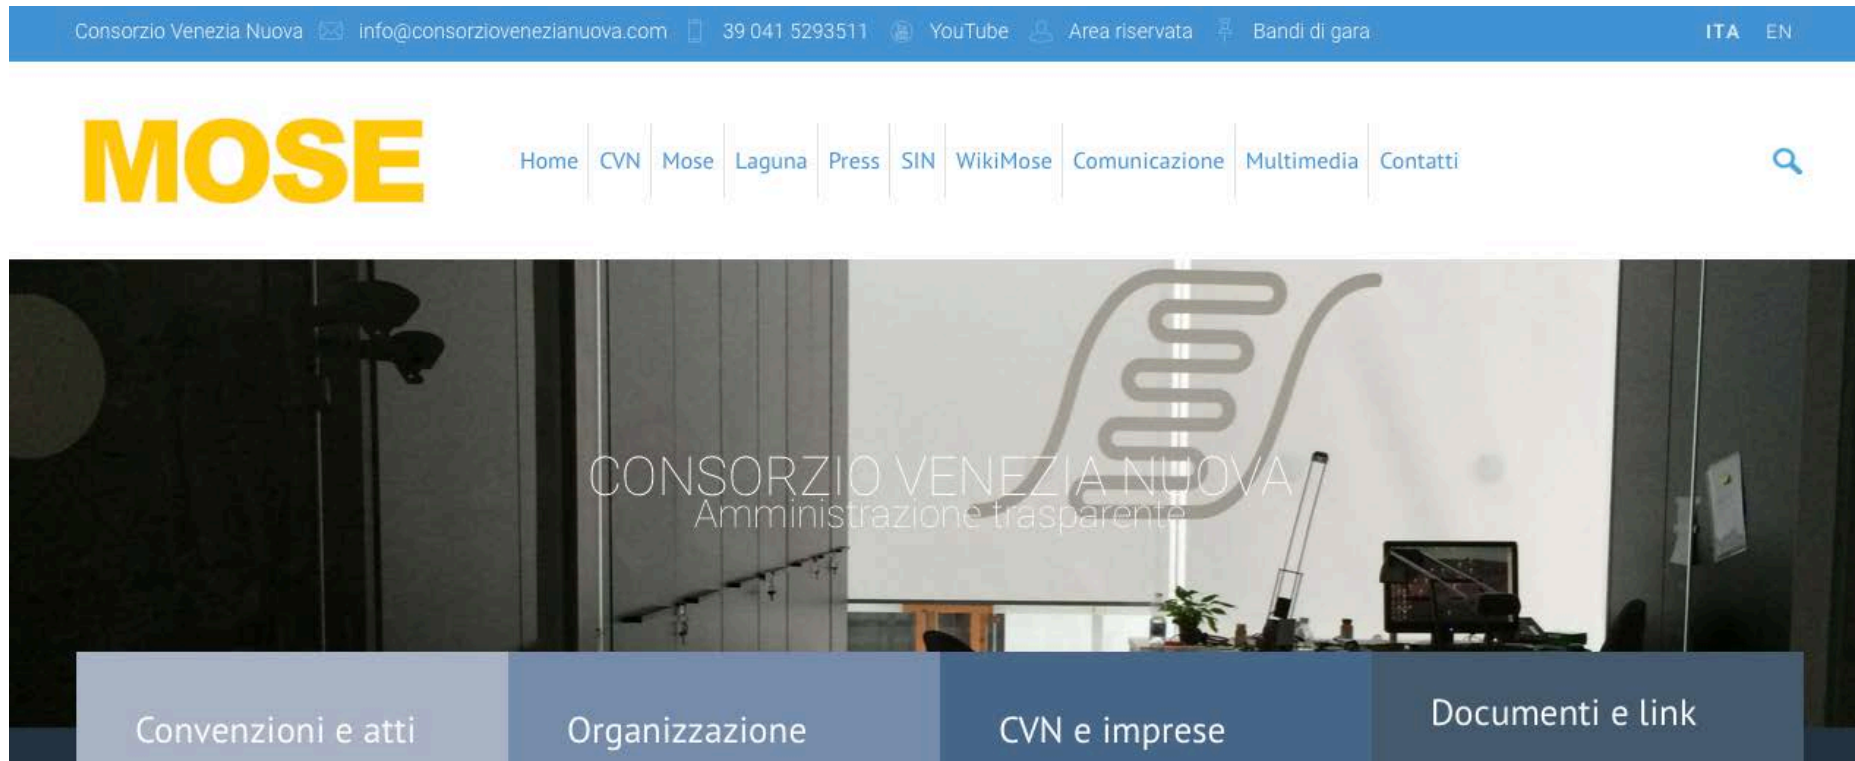 Consorzio Venezia Nuova info@consorziovenezianuova.com 39 041 5293511 YouTube Area riservata Bandi di gara ITA EN
MOSE
Home CVN Mose Laguna Press SIN WikiMose Comunicazione Multimedia Contatti
CONSORZIO VENEZIA NUOVA
Amministrazione trasparente
Convenzioni e atti Organizzazione CVN e imprese Documenti e link